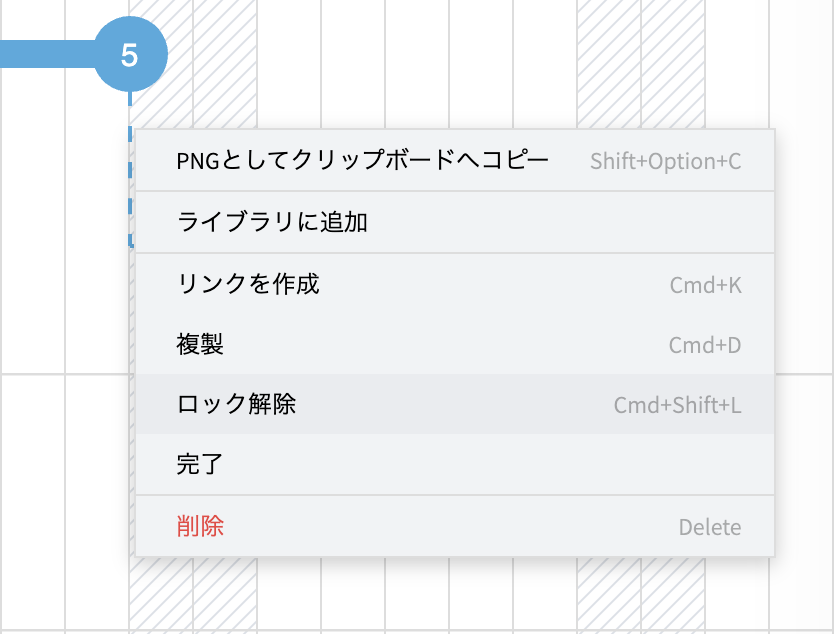 5
PNGとしてクリップボードへコピー Shift+Option+C
ライブラリに追加
リンクを作成 Cmd+K
複製 Cmd+D
ロック解除 Cmd+Shift+L
完了
削除 Delete